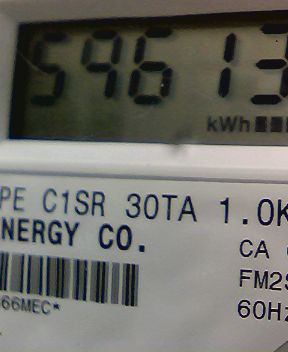 59613
kWh
PE C1SR 30TA 1.0K
NERGY CO.
CA
FM2S
66MEC*
60Hz